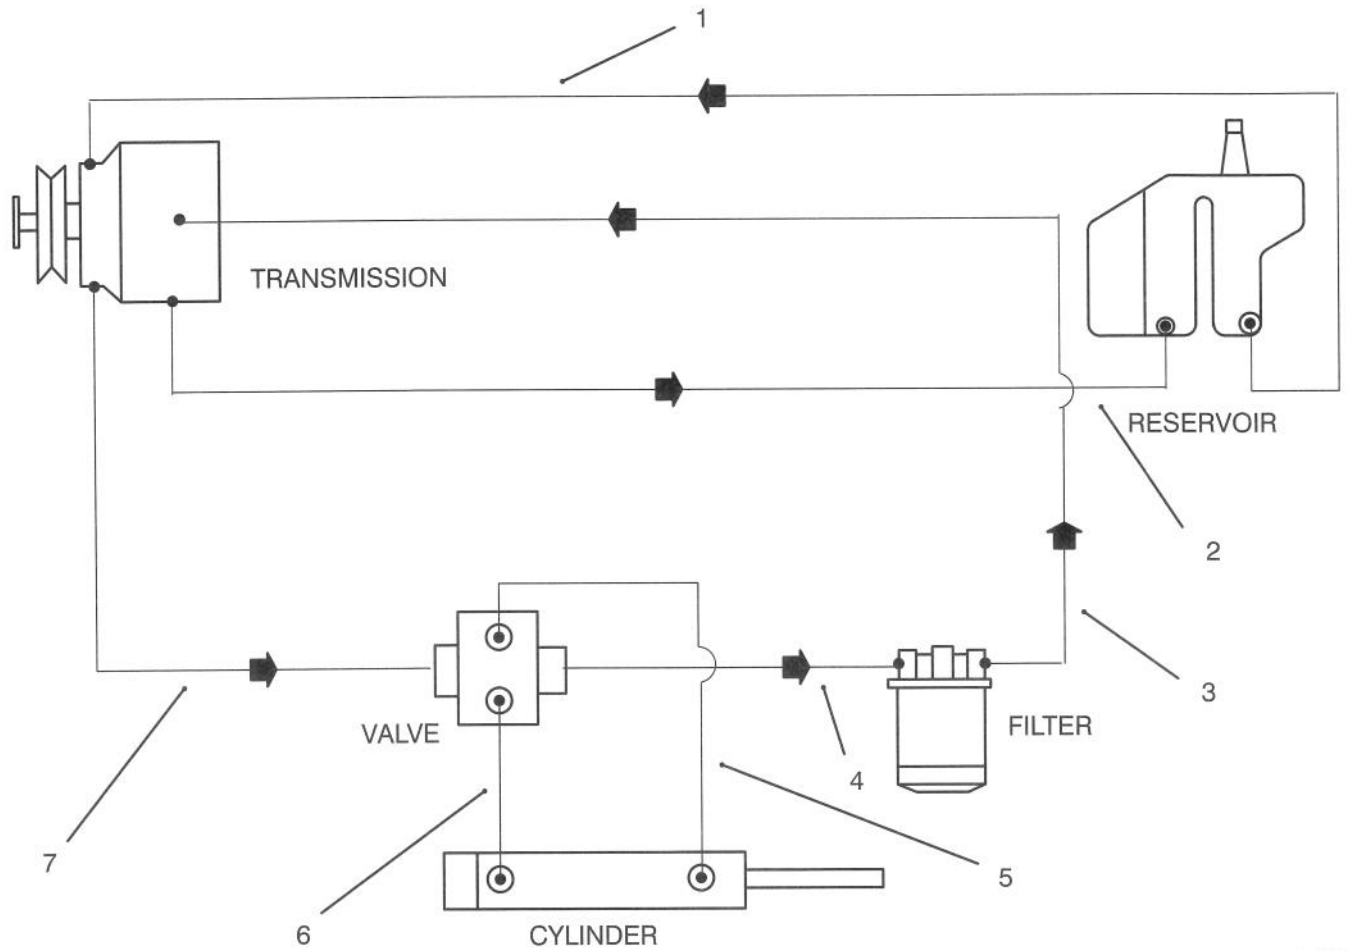 1
TRANSMISSION
RESERVOIR
2
3
VALVE
FILTER
4
7
5
6
CYLINDER